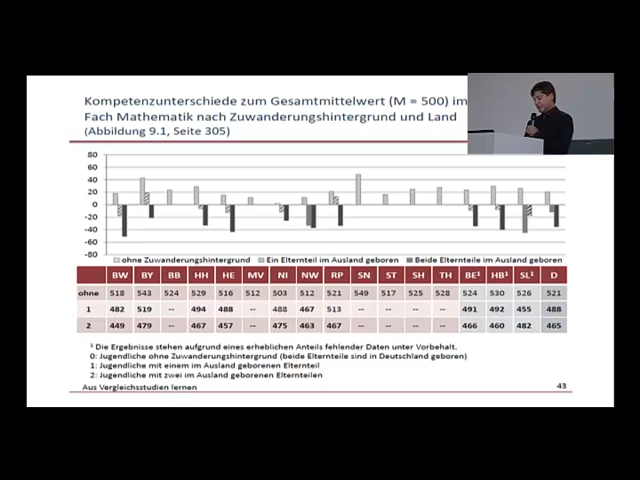 Kompetenzunterschiede zum Gesamtmittelwert (M = 500) im
Fach Mathematik nach Zuwanderungshintergrund und Land
(Abbildung 9.1, Seite 305)
80
60
40
20
0
-20
-40
-60
-80
ohne Zuwanderungshintergrund Ein Elternteil im Ausland geboren Beide Elternteile im Ausland geboren
BW BY BB HH HE MV NI NW RP SN ST SH TH BE¹ HB¹ SL¹ D
ohne 518 543 524 529 516 512 503 512 521 549 517 525 528 524 530 526 521
1 482 519 -- 494 488 -- 488 467 513 -- -- -- -- 491 492 455 488
2 449 479 -- 467 457 -- 475 463 467 -- -- -- -- 466 460 482 465
¹ Die Ergebnisse stehen aufgrund eines erheblichen Anteils fehlender Daten unter Vorbehalt.
0: Jugendliche ohne Zuwanderungshintergrund (beide Elternteile sind in Deutschland geboren)
1: Jugendliche mit einem im Ausland geborenen Elternteil
2: Jugendliche mit zwei im Ausland geborenen Elternteilen
Aus Vergleichsstudien lernen 43